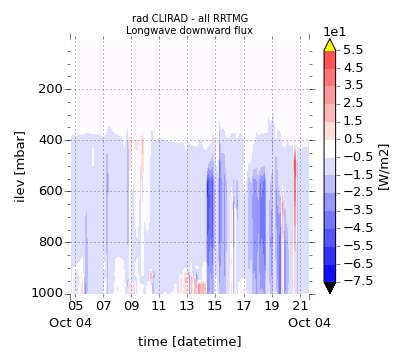 rad CLIRAD - all RRTMG
Longwave downward flux
1e1
5.5
4.5
3.5
2.5
1.5
0.5
−0.5
−1.5
−2.5
−3.5
−4.5
−5.5
−6.5
−7.5
[W/m2]
ilev [mbar]
200
400
600
800
1000
05 07 09 11 13 15 17 19 21
Oct 04 Oct 04
time [datetime]